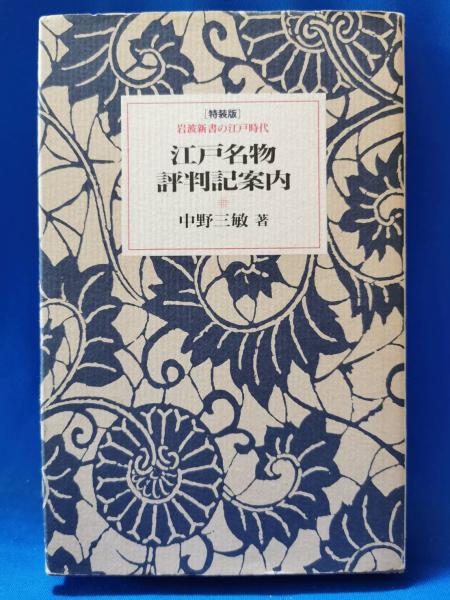 [特装版]
岩波新書の江戸時代
江戸名物
評判記案内
中野三敏 著